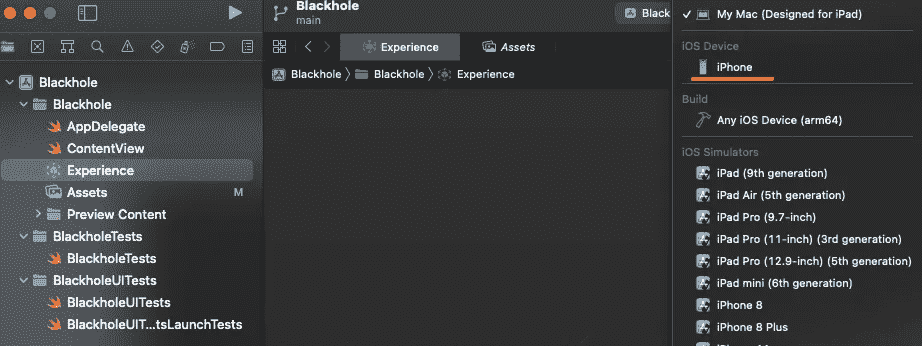 Blackhole
main
Black
Experience
Assets
Blackhole
Blackhole
Experience
Blackhole
Blackhole
AppDelegate
ContentView
Experience
Assets
M
Preview Content
BlackholeTests
BlackholeTests
BlackholeUITests
BlackholeUITests
BlackholeUIT...tsLaunchTests
My Mac (Designed for iPad)
iOS Device
iPhone
Build
Any iOS Device (arm64)
iOS Simulators
iPad (9th generation)
iPad Air (5th generation)
iPad Pro (9.7-inch)
iPad Pro (11-inch) (3rd generation)
iPad Pro (12.9-inch) (5th generation)
iPad mini (6th generation)
iPhone 8
iPhone 8 Plus